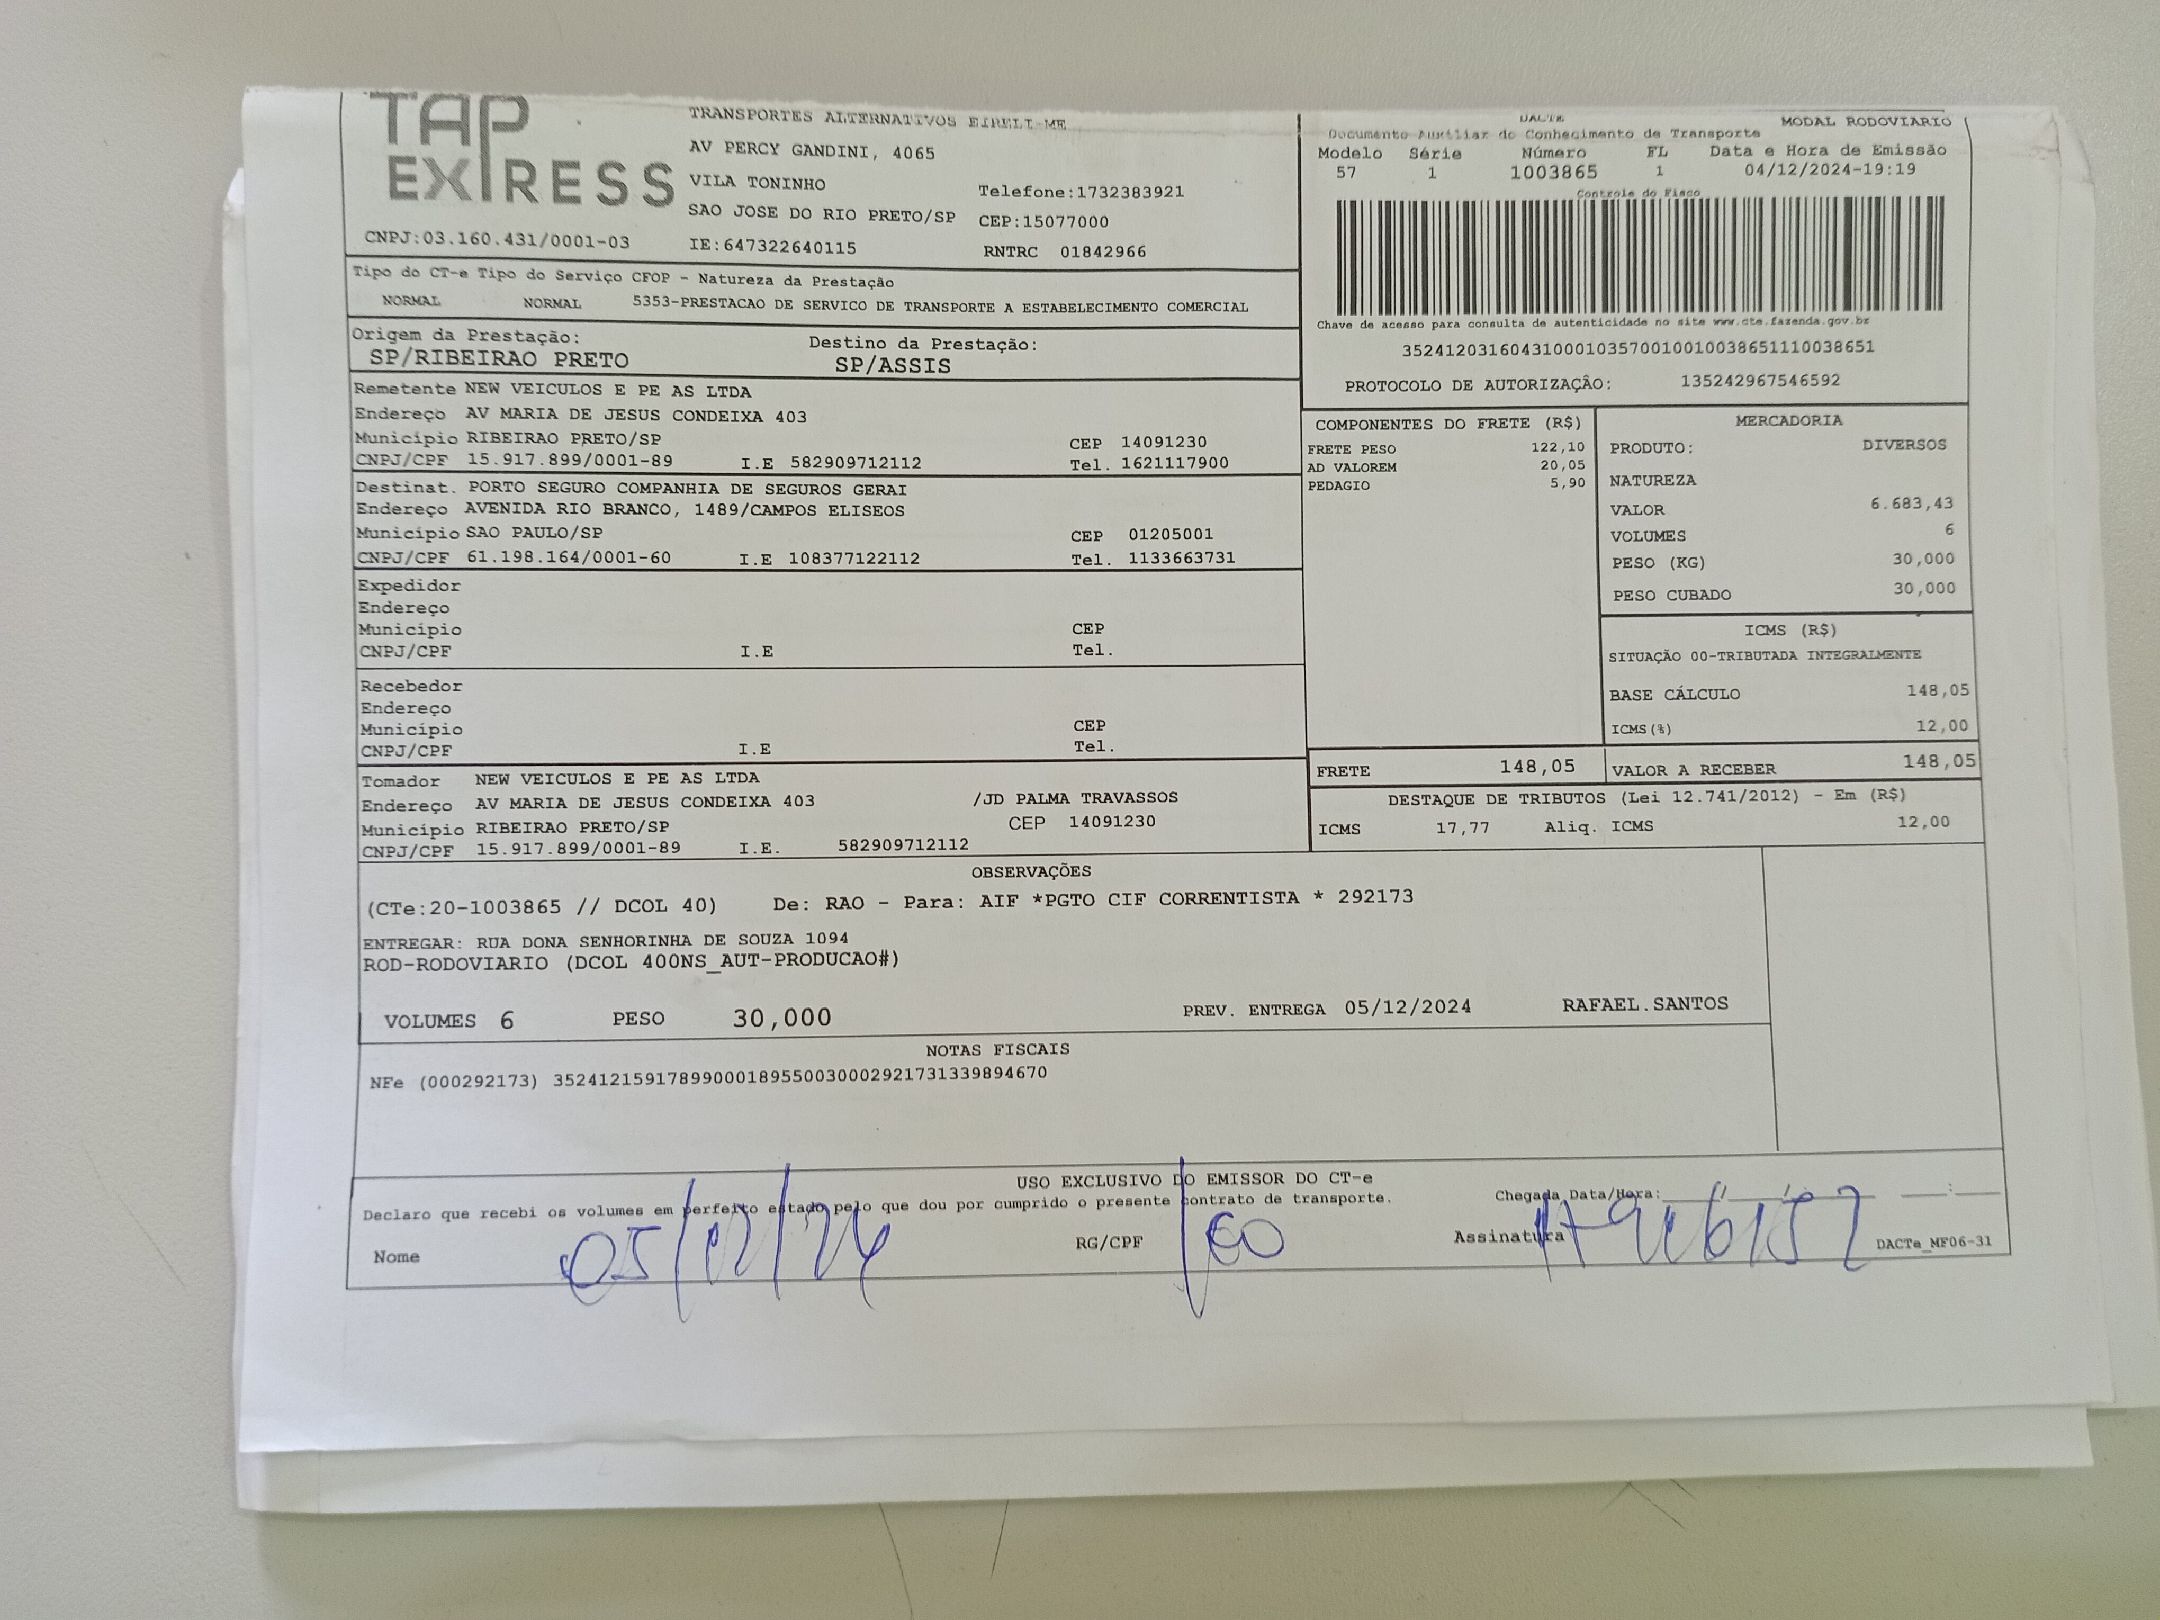 TAP EXPRESS
TRANSPORTES ALTERNATIVOS EIRELI-ME
AV PERCY GANDINI, 4065
VILA TONINHO
Telefone:1732383921
SAO JOSE DO RIO PRETO/SP CEP:15077000
CNPJ:03.160.431/0001-03 IE:647322640115 RNTRC 01842966
DACTE MODAL RODOVIARIO
Documento Auxiliar do Conhecimento de Transporte
Modelo Série Número FL Data e Hora de Emissão
57 1 1003865 1 04/12/2024-19:19
Controle do Fisco
Chave de acesso para consulta de autenticidade no site www.cte.fazenda.gov.br
35241203160431000103570010010038651110038651
PROTOCOLO DE AUTORIZAÇÃO: 135242967546592
Tipo do CT-e Tipo do Serviço CFOP - Natureza da Prestação
NORMAL NORMAL 5353-PRESTACAO DE SERVICO DE TRANSPORTE A ESTABELECIMENTO COMERCIAL
Origem da Prestação: Destino da Prestação:
SP/RIBEIRAO PRETO SP/ASSIS
Remetente NEW VEICULOS E PE AS LTDA
Endereço AV MARIA DE JESUS CONDEIXA 403
Município RIBEIRAO PRETO/SP CEP 14091230
CNPJ/CPF 15.917.899/0001-89 I.E 582909712112 Tel. 1621117900
Destinat. PORTO SEGURO COMPANHIA DE SEGUROS GERAI
Endereço AVENIDA RIO BRANCO, 1489/CAMPOS ELISEOS
Município SAO PAULO/SP CEP 01205001
CNPJ/CPF 61.198.164/0001-60 I.E 108377122112 Tel. 1133663731
Expedidor
Endereço
Município CEP
CNPJ/CPF I.E Tel.
Recebedor
Endereço
Município CEP
CNPJ/CPF I.E Tel.
Tomador NEW VEICULOS E PE AS LTDA
Endereço AV MARIA DE JESUS CONDEIXA 403 /JD PALMA TRAVASSOS
Município RIBEIRAO PRETO/SP CEP 14091230
CNPJ/CPF 15.917.899/0001-89 I.E. 582909712112
COMPONENTES DO FRETE (R$)
FRETE PESO 122,10
AD VALOREM 20,05
PEDAGIO 5,90
MERCADORIA
PRODUTO: DIVERSOS
NATUREZA
VALOR 6.683,43
VOLUMES 6
PESO (KG) 30,000
PESO CUBADO 30,000
ICMS (R$)
SITUAÇÃO 00-TRIBUTADA INTEGRALMENTE
BASE CÁLCULO 148,05
ICMS(%) 12,00
FRETE 148,05 VALOR A RECEBER 148,05
DESTAQUE DE TRIBUTOS (Lei 12.741/2012) - Em (R$)
ICMS 17,77 Aliq. ICMS 12,00
OBSERVAÇÕES
(CTe:20-1003865 // DCOL 40) De: RAO - Para: AIF *PGTO CIF CORRENTISTA * 292173
ENTREGAR: RUA DONA SENHORINHA DE SOUZA 1094
ROD-RODOVIARIO (DCOL 400NS_AUT-PRODUCAO#)
VOLUMES 6 PESO 30,000 PREV. ENTREGA 05/12/2024 RAFAEL.SANTOS
NOTAS FISCAIS
NFe (000292173) 35241215917899000189550030002921731339894670
USO EXCLUSIVO DO EMISSOR DO CT-e
Declaro que recebi os volumes em perfeito estado pelo que dou por cumprido o presente contrato de transporte.
Chegada Data/Hora:___/___/______ ___:___
Nome 05/12/24 RG/CPF Assinatura DACTe_MF06-31